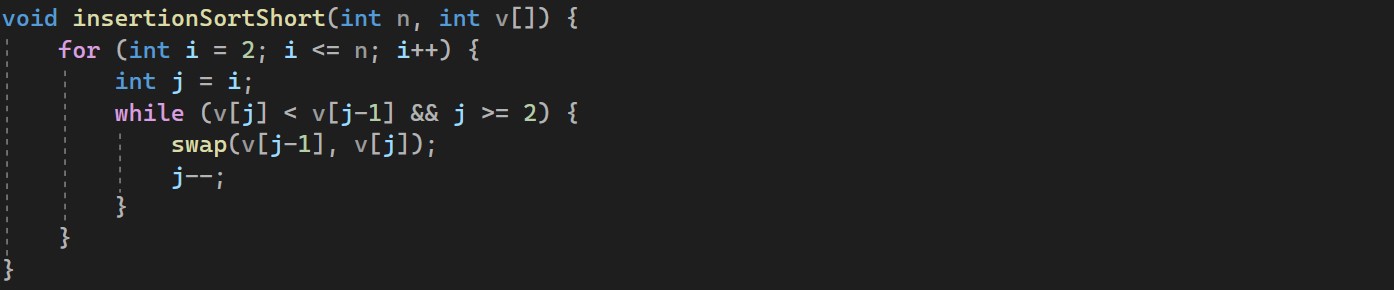 void insertionSortShort(int n, int v[]) {
    for (int i = 2; i <= n; i++) {
        int j = i;
        while (v[j] < v[j-1] && j >= 2) {
            swap(v[j-1], v[j]);
            j--;
        }
    }
}